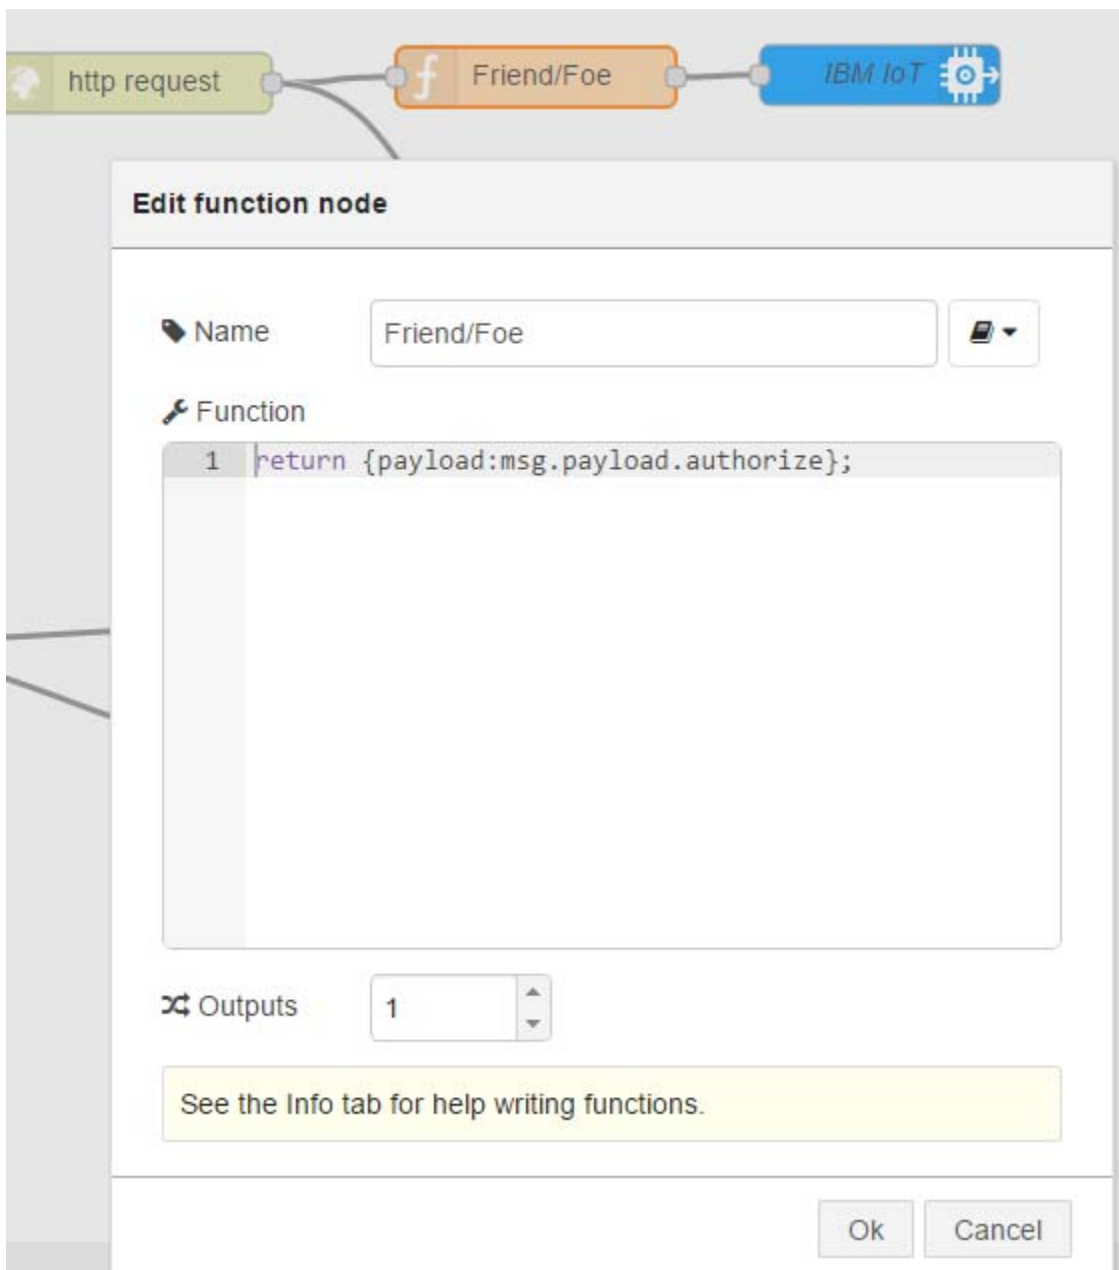 http request
Friend/Foe
IBM IoT
Edit function node
Name
Friend/Foe
Function
1 return {payload:msg.payload.authorize};
Outputs
1
See the Info tab for help writing functions.
Ok
Cancel